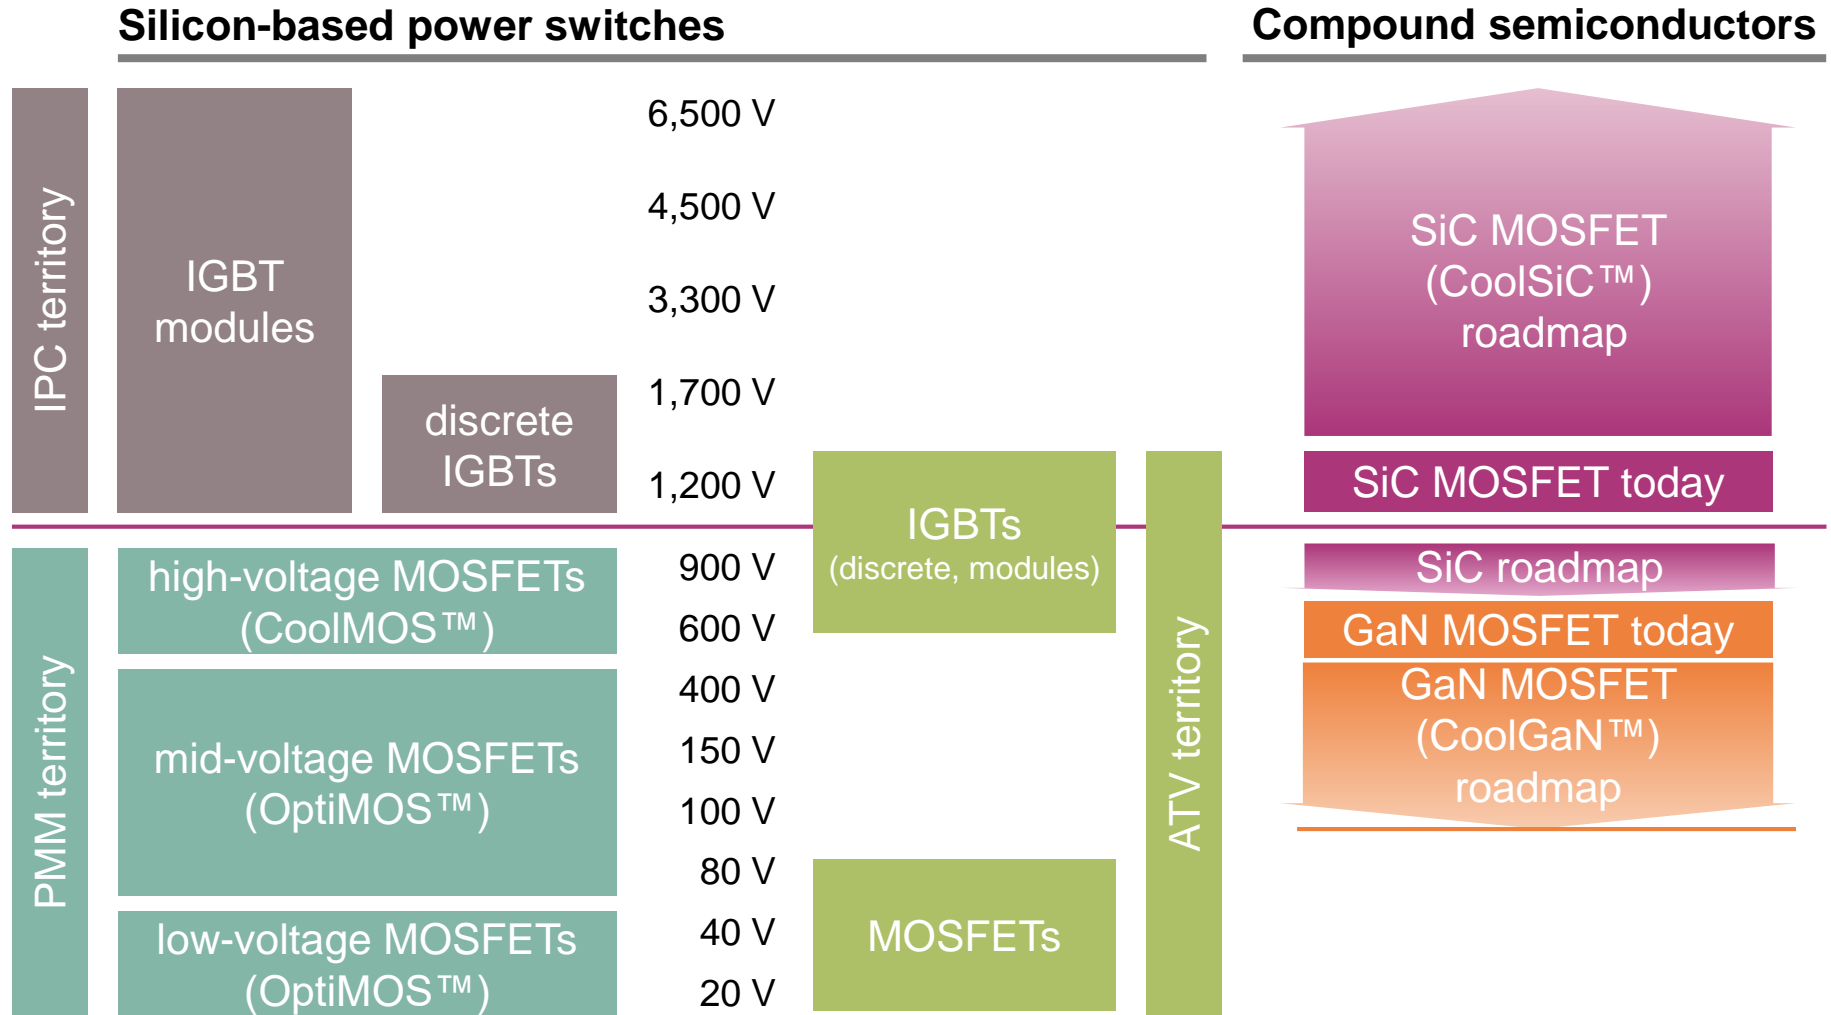 Silicon-based power switches
Compound semiconductors
IPC territory
IGBT
modules
discrete
IGBTs
6,500 V
4,500 V
3,300 V
1,700 V
1,200 V
900 V
600 V
400 V
150 V
100 V
80 V
40 V
20 V
PMM territory
high-voltage MOSFETs
(CoolMOS™)
mid-voltage MOSFETs
(OptiMOS™)
low-voltage MOSFETs
(OptiMOS™)
IGBTs
(discrete, modules)
MOSFETs
ATV territory
SiC MOSFET
(CoolSiC™)
roadmap
SiC MOSFET today
SiC roadmap
GaN MOSFET today
GaN MOSFET
(CoolGaN™)
roadmap